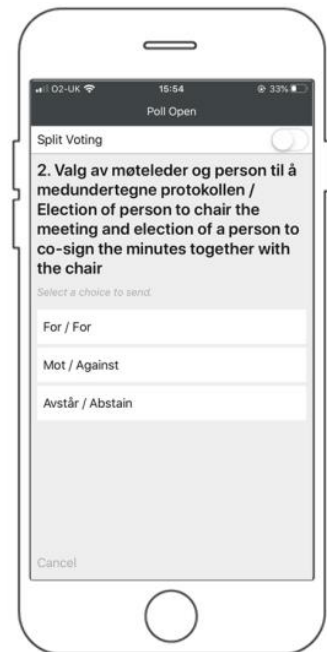 O2-UK 15:54 33%
Poll Open
Split Voting
2. Valg av møteleder og person til å
medundertegne protokollen /
Election of person to chair the
meeting and election of a person to
co-sign the minutes together with
the chair
Select a choice to send.
For / For
Mot / Against
Avstår / Abstain
Cancel